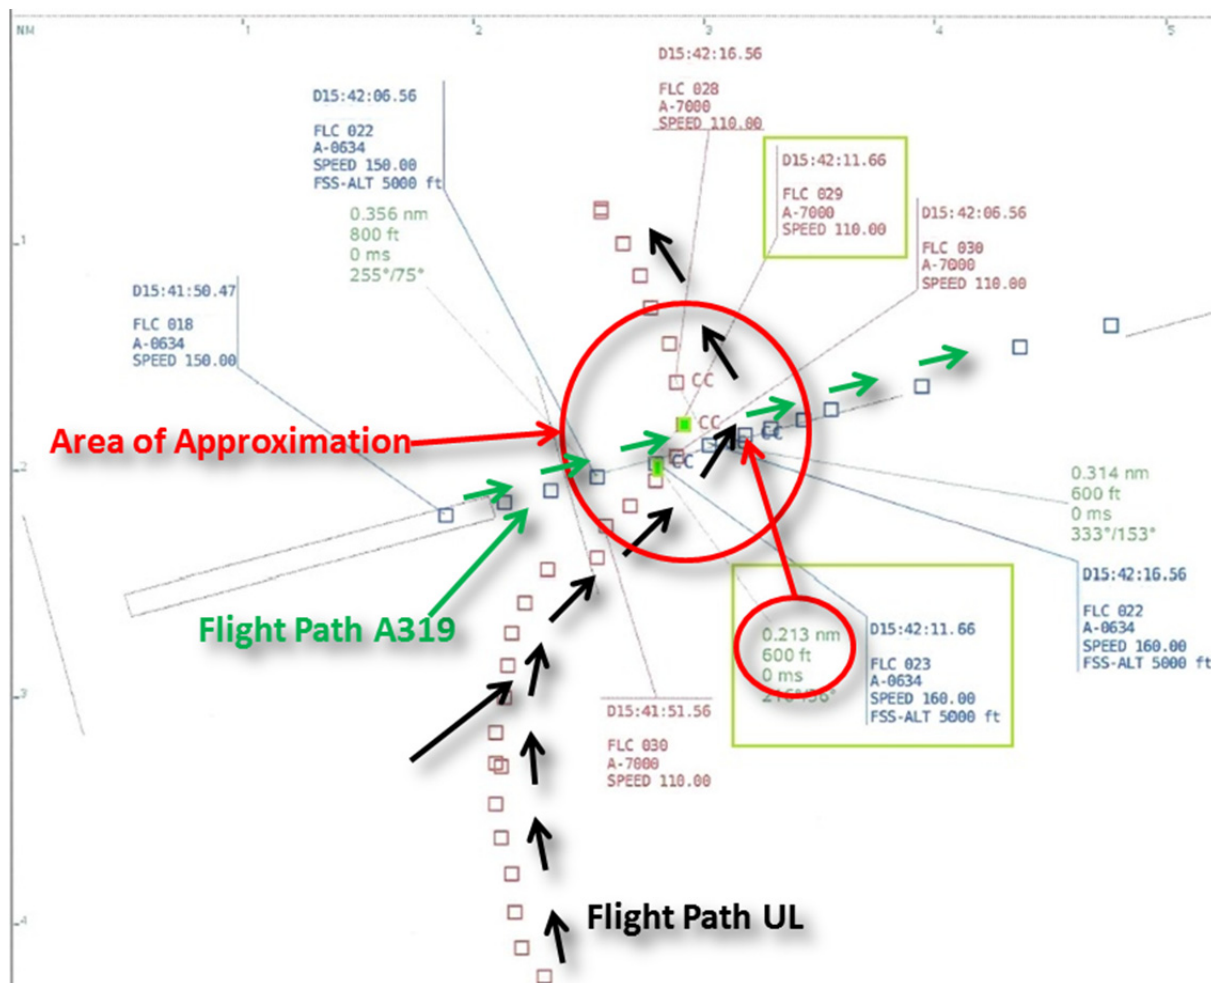 NM
1
2
3
4
5
D15:42:16.56
FLC 028
A-7000
SPEED 110.00
D15:42:06.56
FLC 022
A-0634
SPEED 150.00
FSS-ALT 5000 ft
D15:42:11.66
FLC 029
A-7000
SPEED 110.00
D15:42:06.56
FLC 030
A-7000
SPEED 110.00
0.356 nm
800 ft
0 ms
255°/75°
1
D15:41:50.47
FLC 018
A-0634
SPEED 150.00
CC
CC
CC
CC
Area of Approximation
2
0.314 nm
600 ft
0 ms
333°/153°
D15:42:16.56
FLC 022
A-0634
SPEED 160.00
FSS-ALT 5000 ft
Flight Path A319
0.213 nm
600 ft
0 ms
D15:42:11.66
FLC 023
A-0634
SPEED 160.00
FSS-ALT 5000 ft
3
D15:41:51.56
FLC 030
A-7000
SPEED 110.00
Flight Path UL
4